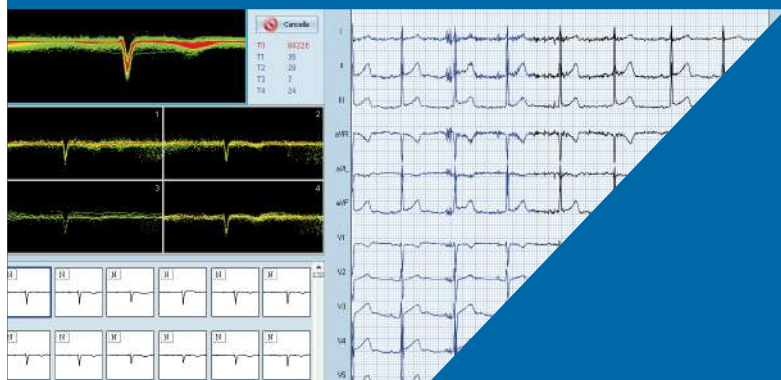 Cancella
T0 84226
T1 35
T2 29
T3 7
T4 24
1 2
3 4
N N N N N N
N N N N N N
I
II
III
aVR
aVL
aVF
V1
V2
V3
V4
V5